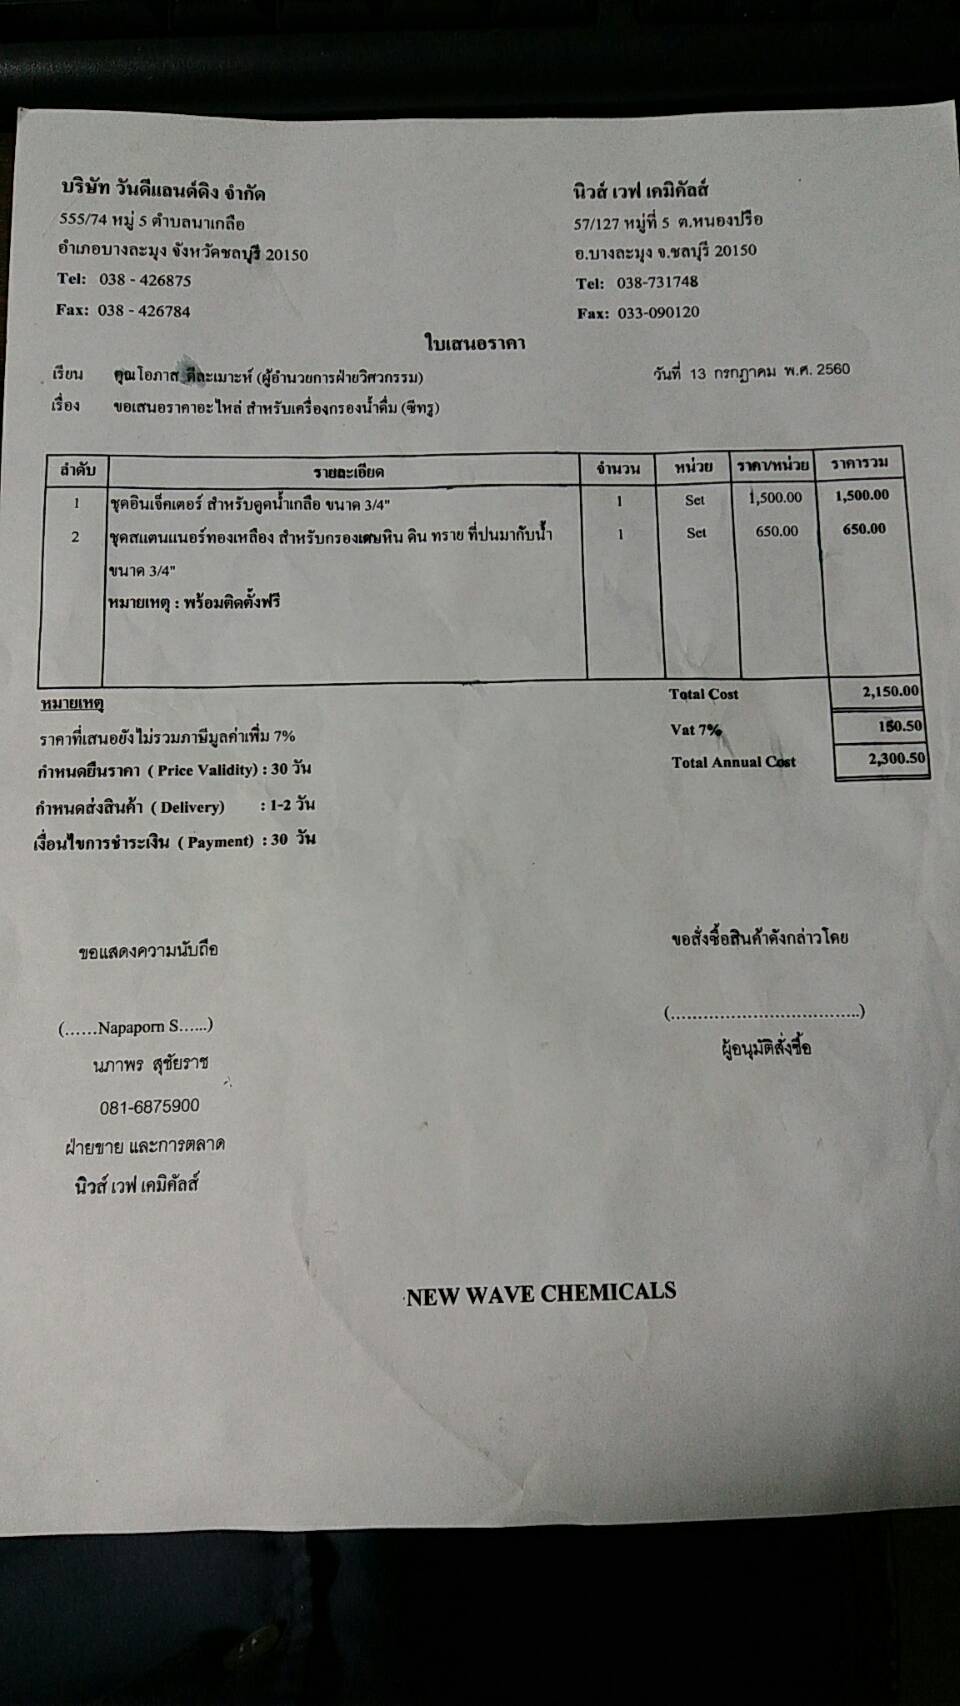 บริษัท วันดีแลนด์ดิง จำกัด
555/74 หมู่ 5 ตำบลนาเกลือ
อำเภอบางละมุง จังหวัดชลบุรี 20150
Tel: 038 - 426875
Fax: 038 - 426784
นิวส์ เวฟ เคมิคัลส์
57/127 หมู่ที่ 5 ต.หนองปรือ
อ.บางละมุง จ.ชลบุรี 20150
Tel: 038-731748
Fax: 033-090120
ใบเสนอราคา
เรียน คุณโอภาส ดีละเมาะห์ (ผู้อำนวยการฝ่ายวิศวกรรม) วันที่ 13 กรกฎาคม พ.ศ. 2560
เรื่อง ขอเสนอราคาอะไหล่ สำหรับเครื่องกรองน้ำดื่ม (ซีทรู)
ลำดับ รายละเอียด จำนวน หน่วย ราคา/หน่วย ราคารวม
1 ชุดอินเจ็คเตอร์ สำหรับดูดน้ำเกลือ ขนาด 3/4" 1 Set 1,500.00 1,500.00
2 ชุดสแตนแนอร์ทองเหลือง สำหรับกรองเศษหิน ดิน ทราย ที่ปนมากับน้ำ 1 Set 650.00 650.00
ขนาด 3/4"
หมายเหตุ : พร้อมติดตั้งฟรี
หมายเหตุ Total Cost 2,150.00
ราคาที่เสนอยังไม่รวมภาษีมูลค่าเพิ่ม 7% Vat 7% 150.50
กำหนดยืนราคา ( Price Validity) : 30 วัน Total Annual Cost 2,300.50
กำหนดส่งสินค้า ( Delivery) : 1-2 วัน
เงื่อนไขการชำระเงิน ( Payment) : 30 วัน
ขอแสดงความนับถือ
(......Napaporn S......)
นภาพร สุชัยราช
081-6875900
ฝ่ายขาย และการตลาด
นิวส์ เวฟ เคมิคัลส์
ขอสั่งซื้อสินค้าดังกล่าวโดย
(...................................)
ผู้อนุมัติสั่งซื้อ
NEW WAVE CHEMICALS